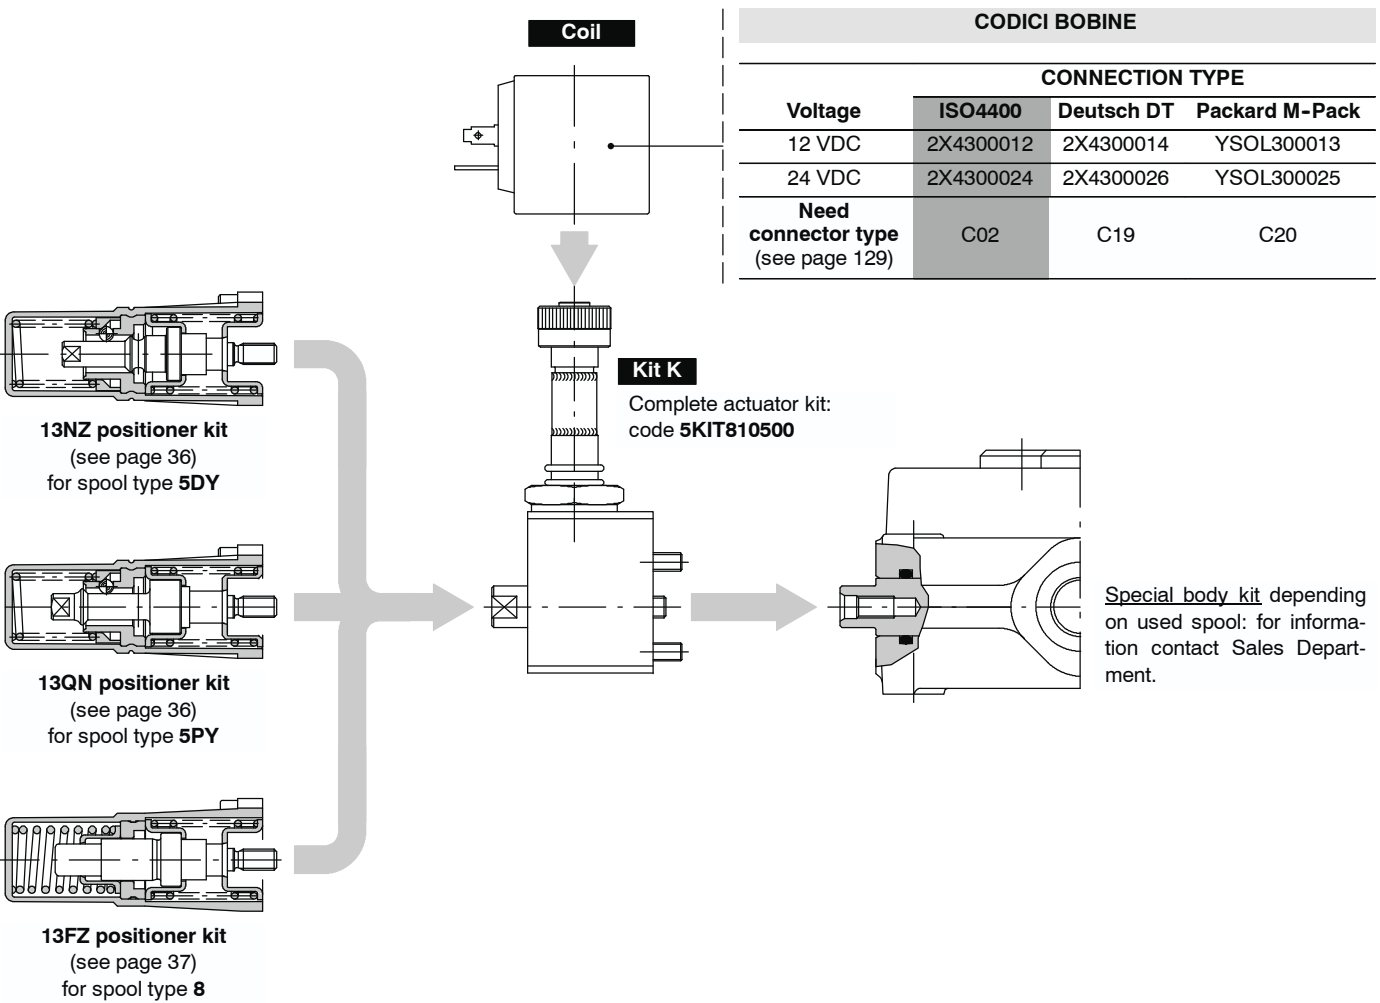 Coil
CODICI BOBINE
CONNECTION TYPE
Voltage ISO4400 Deutsch DT Packard M-Pack
12 VDC 2X4300012 2X4300014 YSOL300013
24 VDC 2X4300024 2X4300026 YSOL300025
Need
connector type C02 C19 C20
(see page 129)
Kit K
Complete actuator kit:
code 5KIT810500
13NZ positioner kit
(see page 36)
for spool type 5DY
Special body kit depending
on used spool: for informa-
tion contact Sales Depart-
ment.
13QN positioner kit
(see page 36)
for spool type 5PY
13FZ positioner kit
(see page 37)
for spool type 8